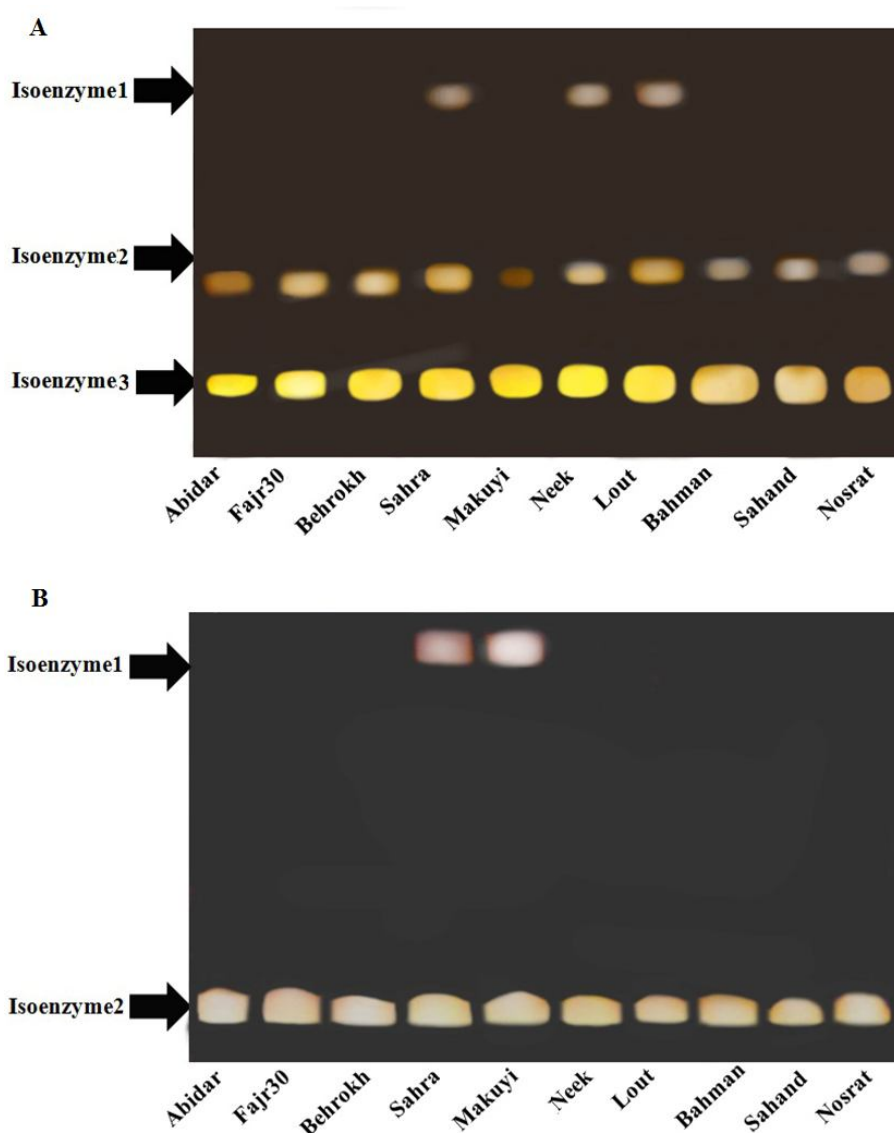 A
Isoenzyme1
Isoenzyme2
Isoenzyme3
Abidar
Fajr30
Behrokh
Sahra
Makuyi
Neek
Lout
Bahman
Sahand
Nosrat
B
Isoenzyme1
Isoenzyme2
Abidar
Fajr30
Behrokh
Sahra
Makuyi
Neek
Lout
Bahman
Sahand
Nosrat